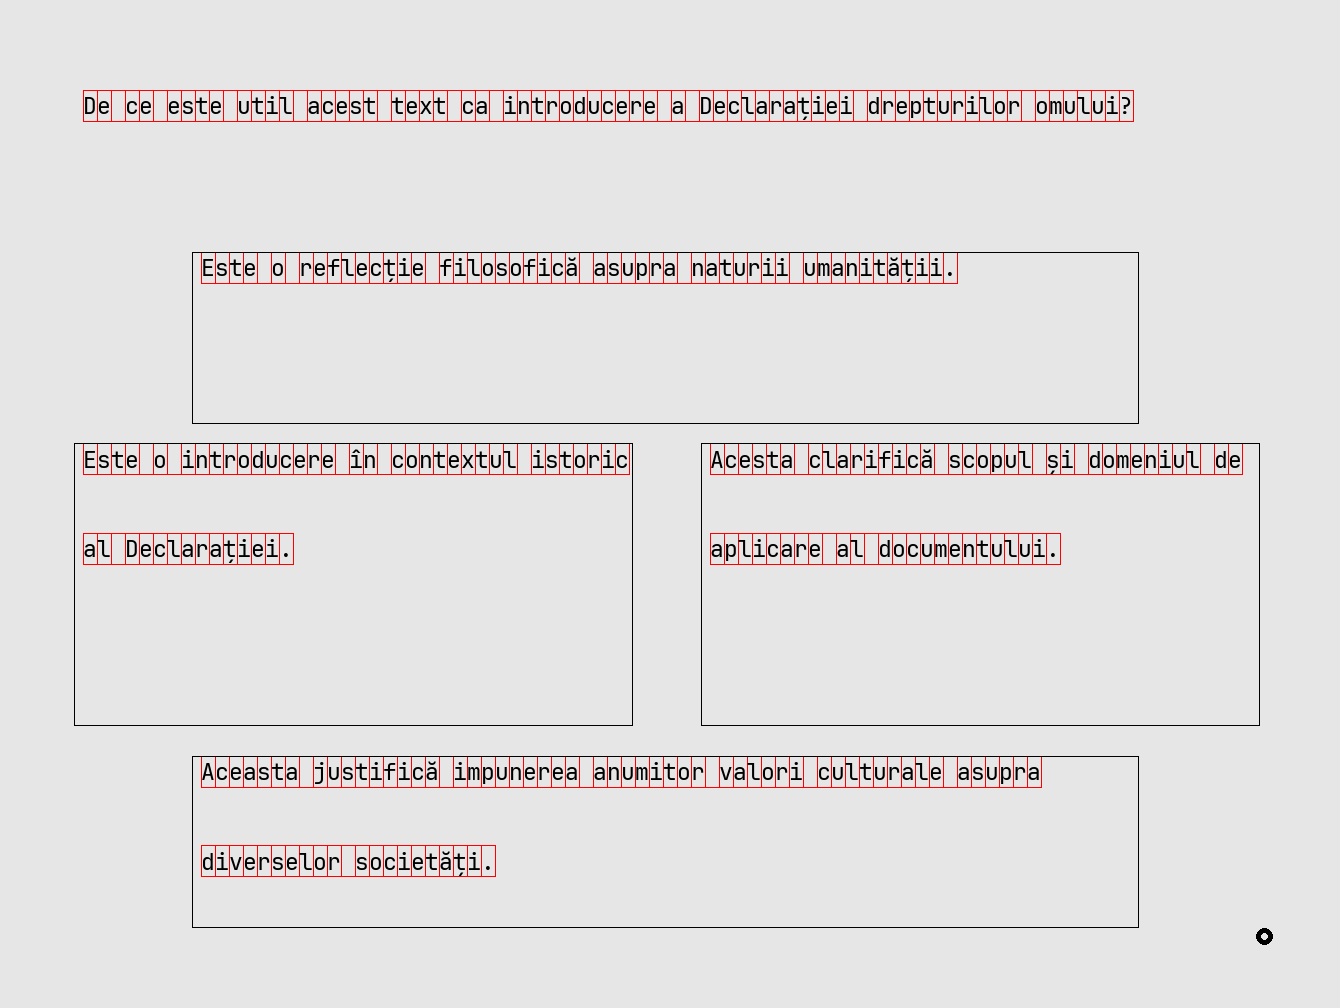 De ce este util acest text ca introducere a Declarației drepturilor omului?
Este o reflecție filosofică asupra naturii umanității.
Este o introducere în contextul istoric
al Declarației.
Acesta clarifică scopul și domeniul de
aplicare al documentului.
Aceasta justifică impunerea anumitor valori culturale asupra
diverselor societăți.